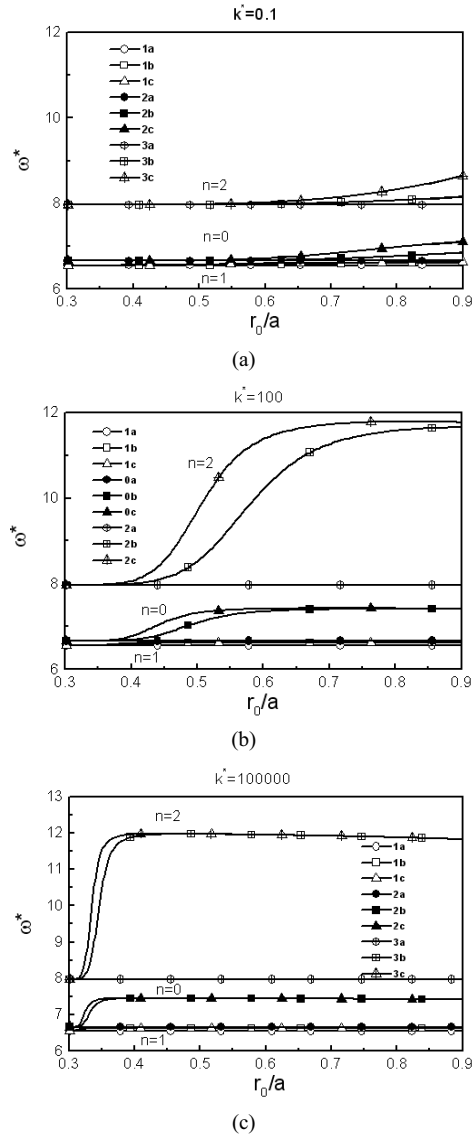 k*=0.1
12
10
8
6
ω*
1a
1b
1c
2a
2b
2c
3a
3b
3c
n=2
n=0
n=1
0.3 0.4 0.5 0.6 0.7 0.8 0.9
r₀/a
(a)
k*=100
12
11
10
9
8
7
6
ω*
1a
1b
1c
0a
0b
0c
2a
2b
2c
n=2
n=0
n=1
0.3 0.4 0.5 0.6 0.7 0.8 0.9
r₀/a
(b)
k*=100000
13
12
11
10
9
8
7
6
ω*
n=2
1a
1b
1c
2a
2b
2c
3a
3b
3c
n=0
n=1
0.3 0.4 0.5 0.6 0.7 0.8 0.9
r₀/a
(c)